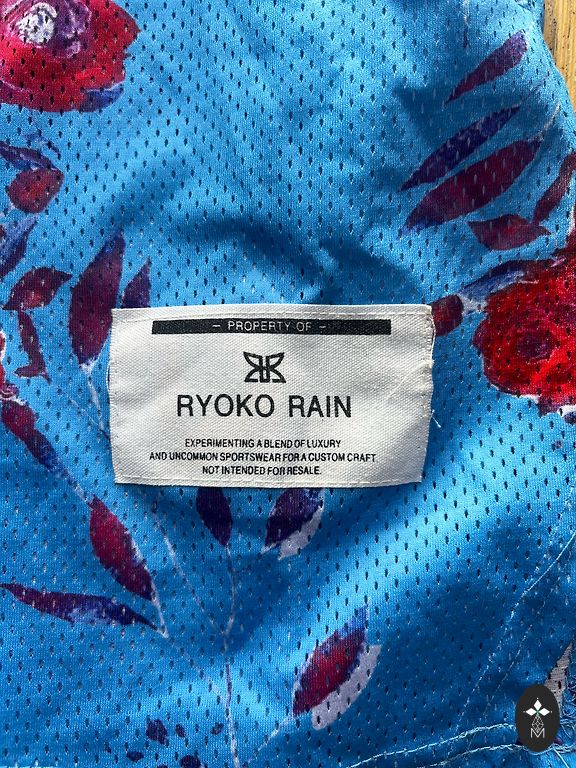 - PROPERTY OF -
RYOKO RAIN
EXPERIMENTING A BLEND OF LUXURY
AND UNCOMMON SPORTSWEAR FOR A CUSTOM CRAFT
NOT INTENDED FOR RESALE.
M